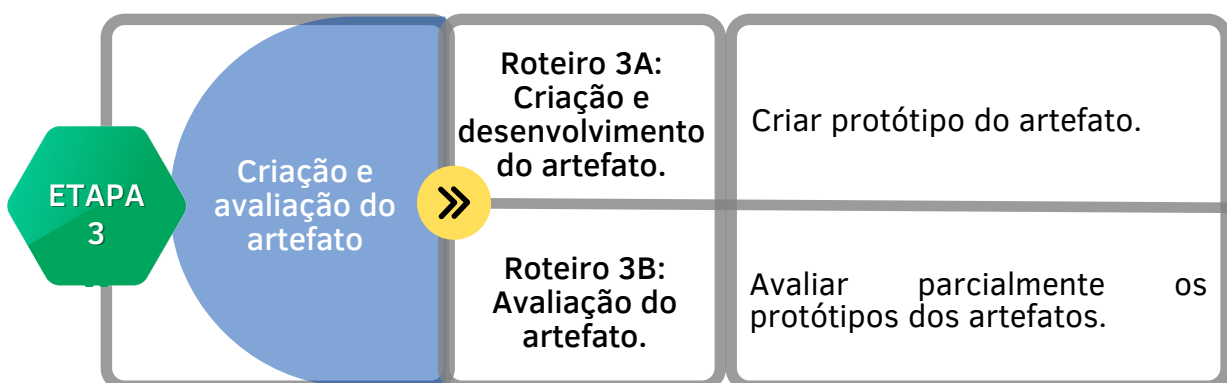 ETAPA
3
Criação e
avaliação do
artefato
Roteiro 3A:
Criação e
desenvolvimento
do artefato.
Criar protótipo do artefato.
Roteiro 3B:
Avaliação do
artefato.
Avaliar parcialmente os
protótipos dos artefatos.